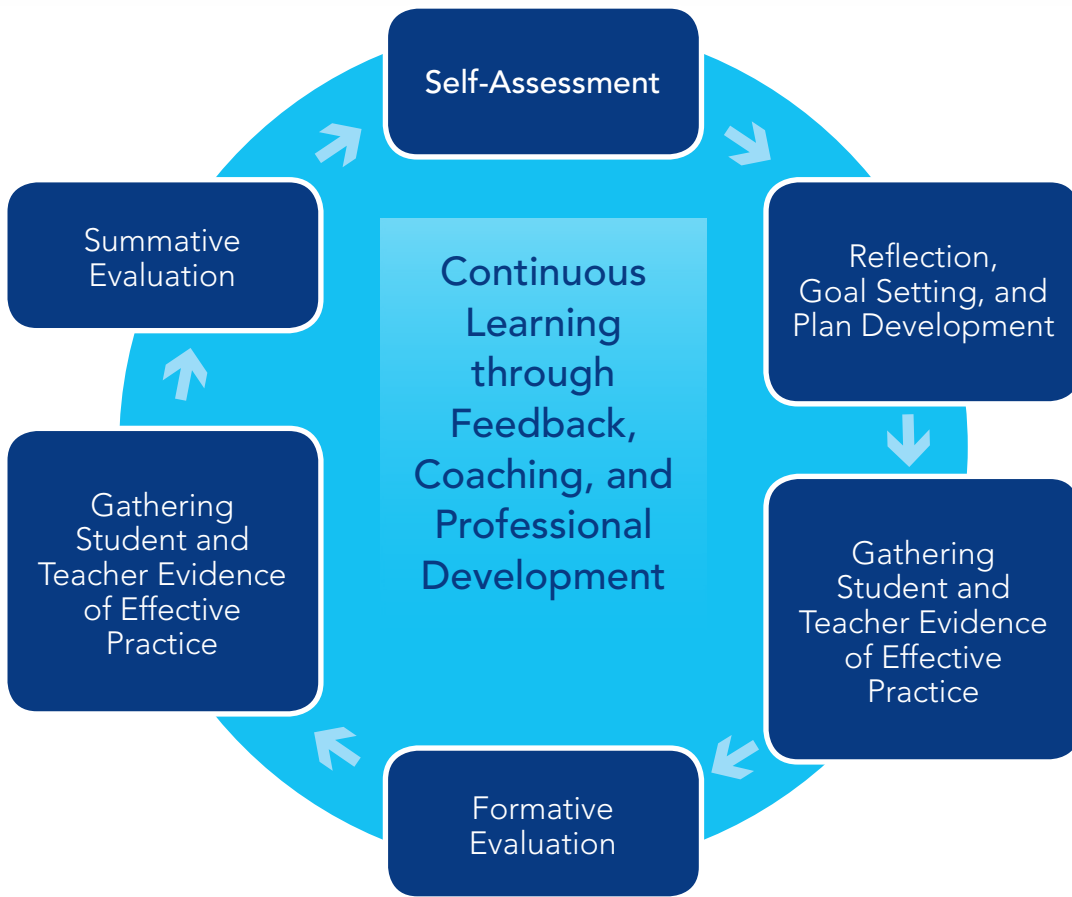 Self-Assessment
Reflection,
Goal Setting, and
Plan Development
Gathering
Student and
Teacher Evidence
of Effective
Practice
Formative
Evaluation
Gathering
Student and
Teacher Evidence
of Effective
Practice
Summative
Evaluation
Continuous
Learning
through
Feedback,
Coaching, and
Professional
Development